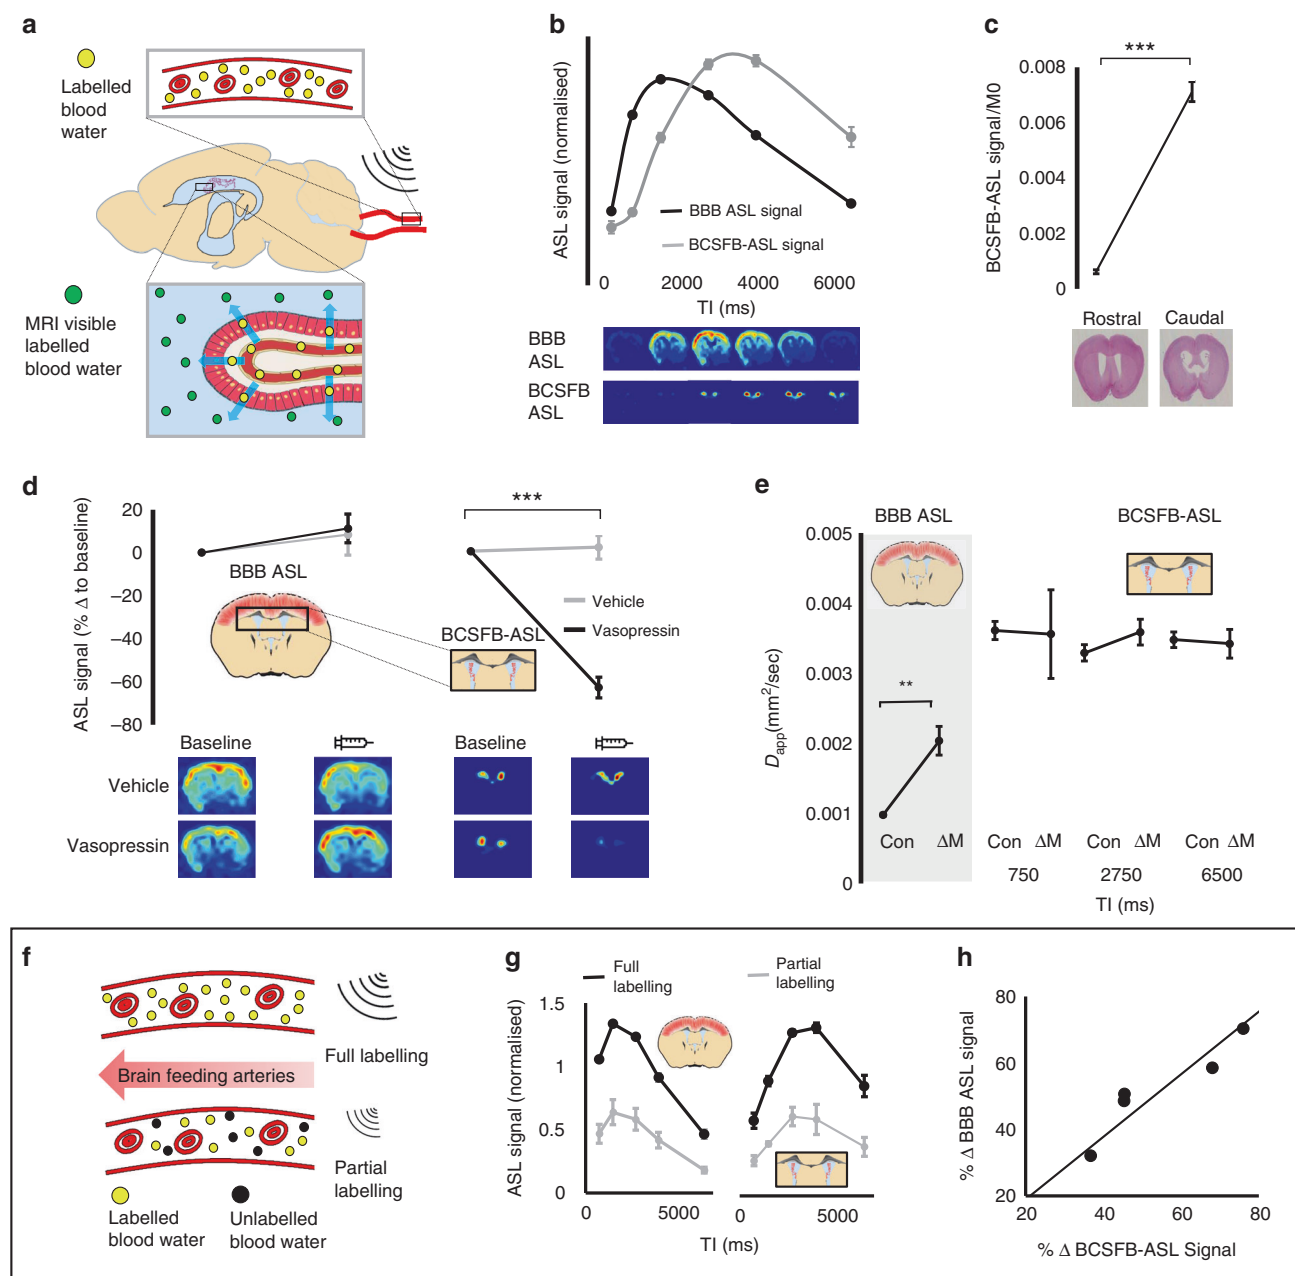 a
Labelled
blood
water
MRI visible
labelled
blood water
b
ASL signal (normalised)
BBB ASL signal
BCSFB-ASL signal
0 2000 4000 6000
TI (ms)
BBB
ASL
BCSFB
ASL
c
***
BCSFB-ASL signal/M0
0.008
0.006
0.004
0.002
0
Rostral Caudal
d
ASL signal (% Δ to baseline)
20
0
−20
−40
−60
−80
***
BBB ASL
BCSFB-ASL
Vehicle
Vasopressin
Baseline
Baseline
Vehicle
Vasopressin
e
BBB ASL
BCSFB-ASL
Dapp(mm²/sec)
0.005
0.004
0.003
0.002
0.001
0
**
Con ΔM
Con ΔM Con ΔM Con ΔM
750 2750 6500
TI (ms)
f
Full labelling
Brain feeding arteries
Partial
labelling
Labelled
blood water
Unlabelled
blood water
g
Full
labelling
Partial
labelling
ASL signal (normalised)
1.5
1
0.5
0
0 5000
0 5000
TI (ms)
h
% Δ BBB ASL signal
80
60
40
20
20 40 60 80
% Δ BCSFB-ASL Signal